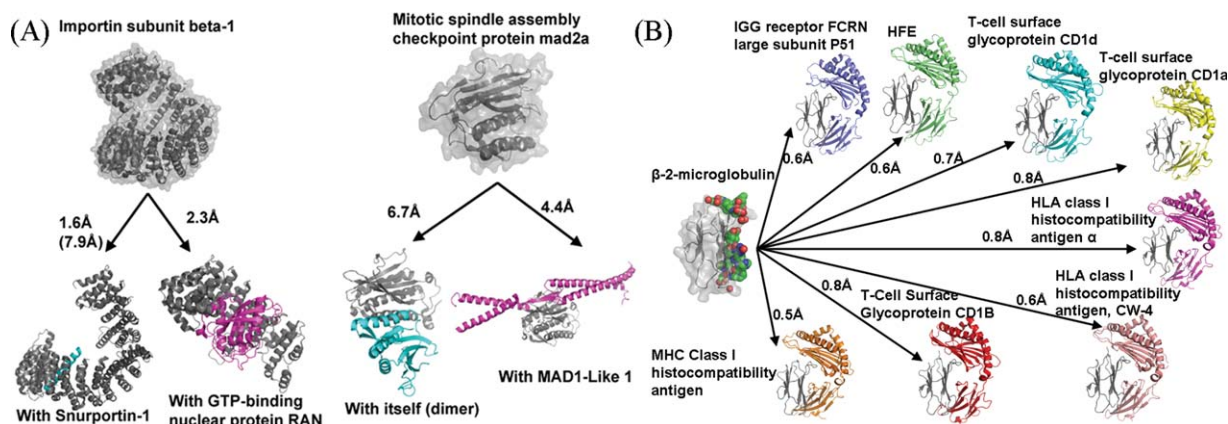 (A)
Importin subunit beta-1
1.6Å
(7.9Å)
2.3Å
With Snurportin-1
With GTP-binding
nuclear protein RAN
Mitotic spindle assembly
checkpoint protein mad2a
6.7Å
4.4Å
With itself (dimer)
With MAD1-Like 1
(B)
IGG receptor FCRN
large subunit P51
HFE
T-cell surface
glycoprotein CD1d
T-cell surface
glycoprotein CD1a
β-2-microglobulin
0.6Å
0.6Å
0.7Å
0.8Å
HLA class I
histocompatibility
antigen α
0.8Å
HLA class I
histocompatibility
antigen, CW-4
0.6Å
0.8Å
T-Cell Surface
Glycoprotein CD1B
0.5Å
MHC Class I
histocompatibility
antigen